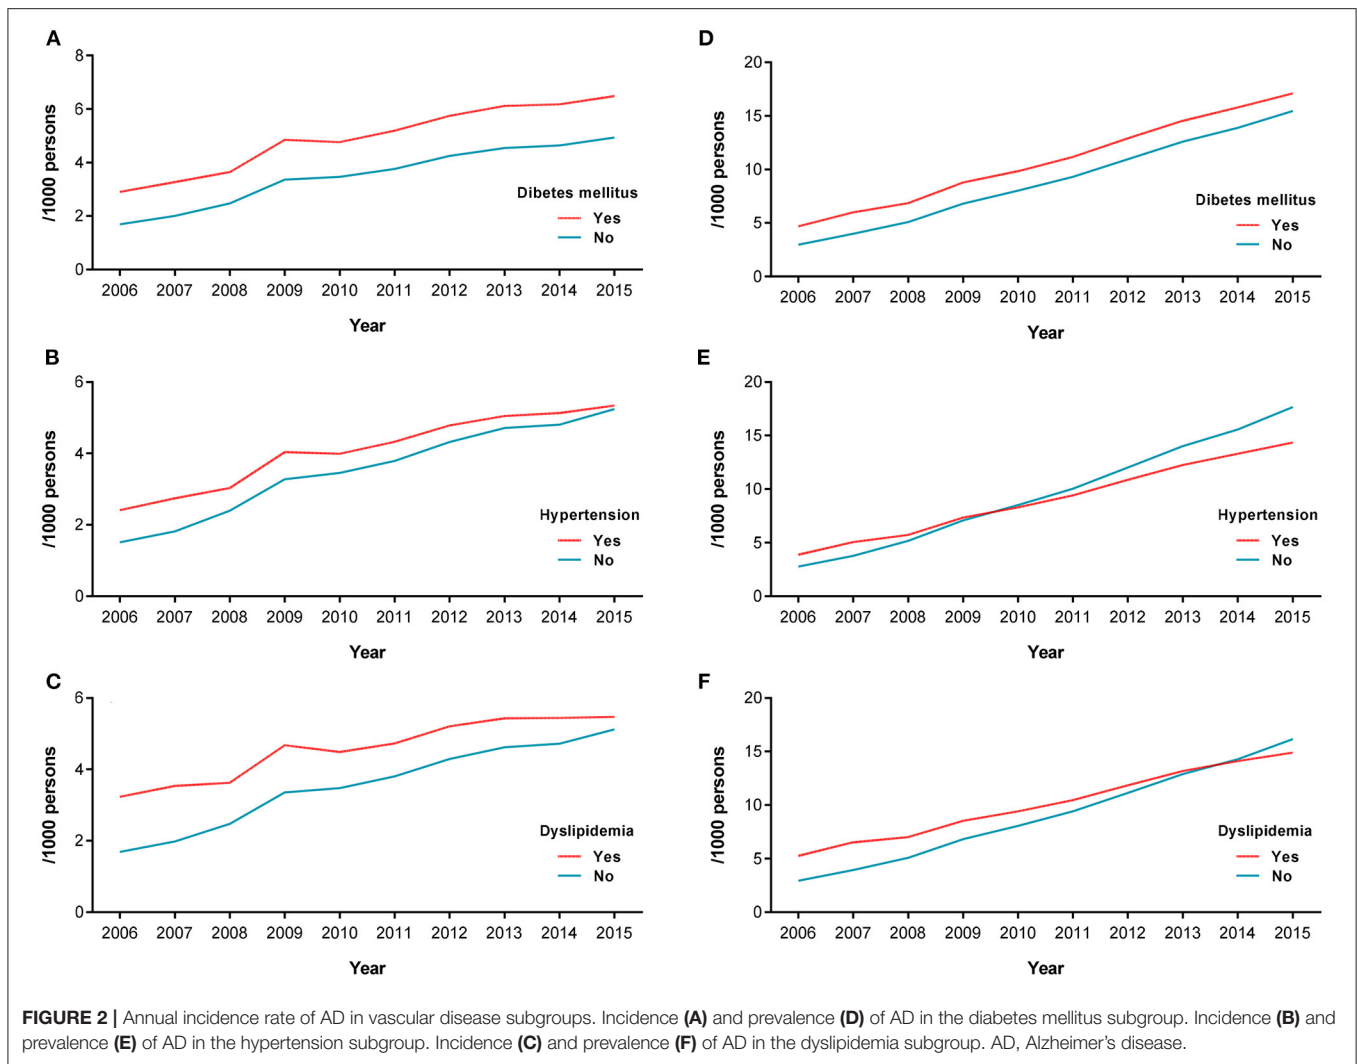 A
8
6
4
2
0
/1000 persons
Dibetes mellitus
Yes
No
2006 2007 2008 2009 2010 2011 2012 2013 2014 2015
Year
D
20
15
10
5
0
/1000 persons
Dibetes mellitus
Yes
No
2006 2007 2008 2009 2010 2011 2012 2013 2014 2015
Year
B
6
4
2
0
/1000 persons
Hypertension
Yes
No
2006 2007 2008 2009 2010 2011 2012 2013 2014 2015
Year
E
20
15
10
5
0
/1000 persons
Hypertension
Yes
No
2006 2007 2008 2009 2010 2011 2012 2013 2014 2015
Year
C
6
4
2
0
/1000 persons
Dyslipidemia
Yes
No
2006 2007 2008 2009 2010 2011 2012 2013 2014 2015
Year
F
20
15
10
5
0
/1000 persons
Dyslipidemia
Yes
No
2006 2007 2008 2009 2010 2011 2012 2013 2014 2015
Year
FIGURE 2 | Annual incidence rate of AD in vascular disease subgroups. Incidence (A) and prevalence (D) of AD in the diabetes mellitus subgroup. Incidence (B) and
prevalence (E) of AD in the hypertension subgroup. Incidence (C) and prevalence (F) of AD in the dyslipidemia subgroup. AD, Alzheimer's disease.